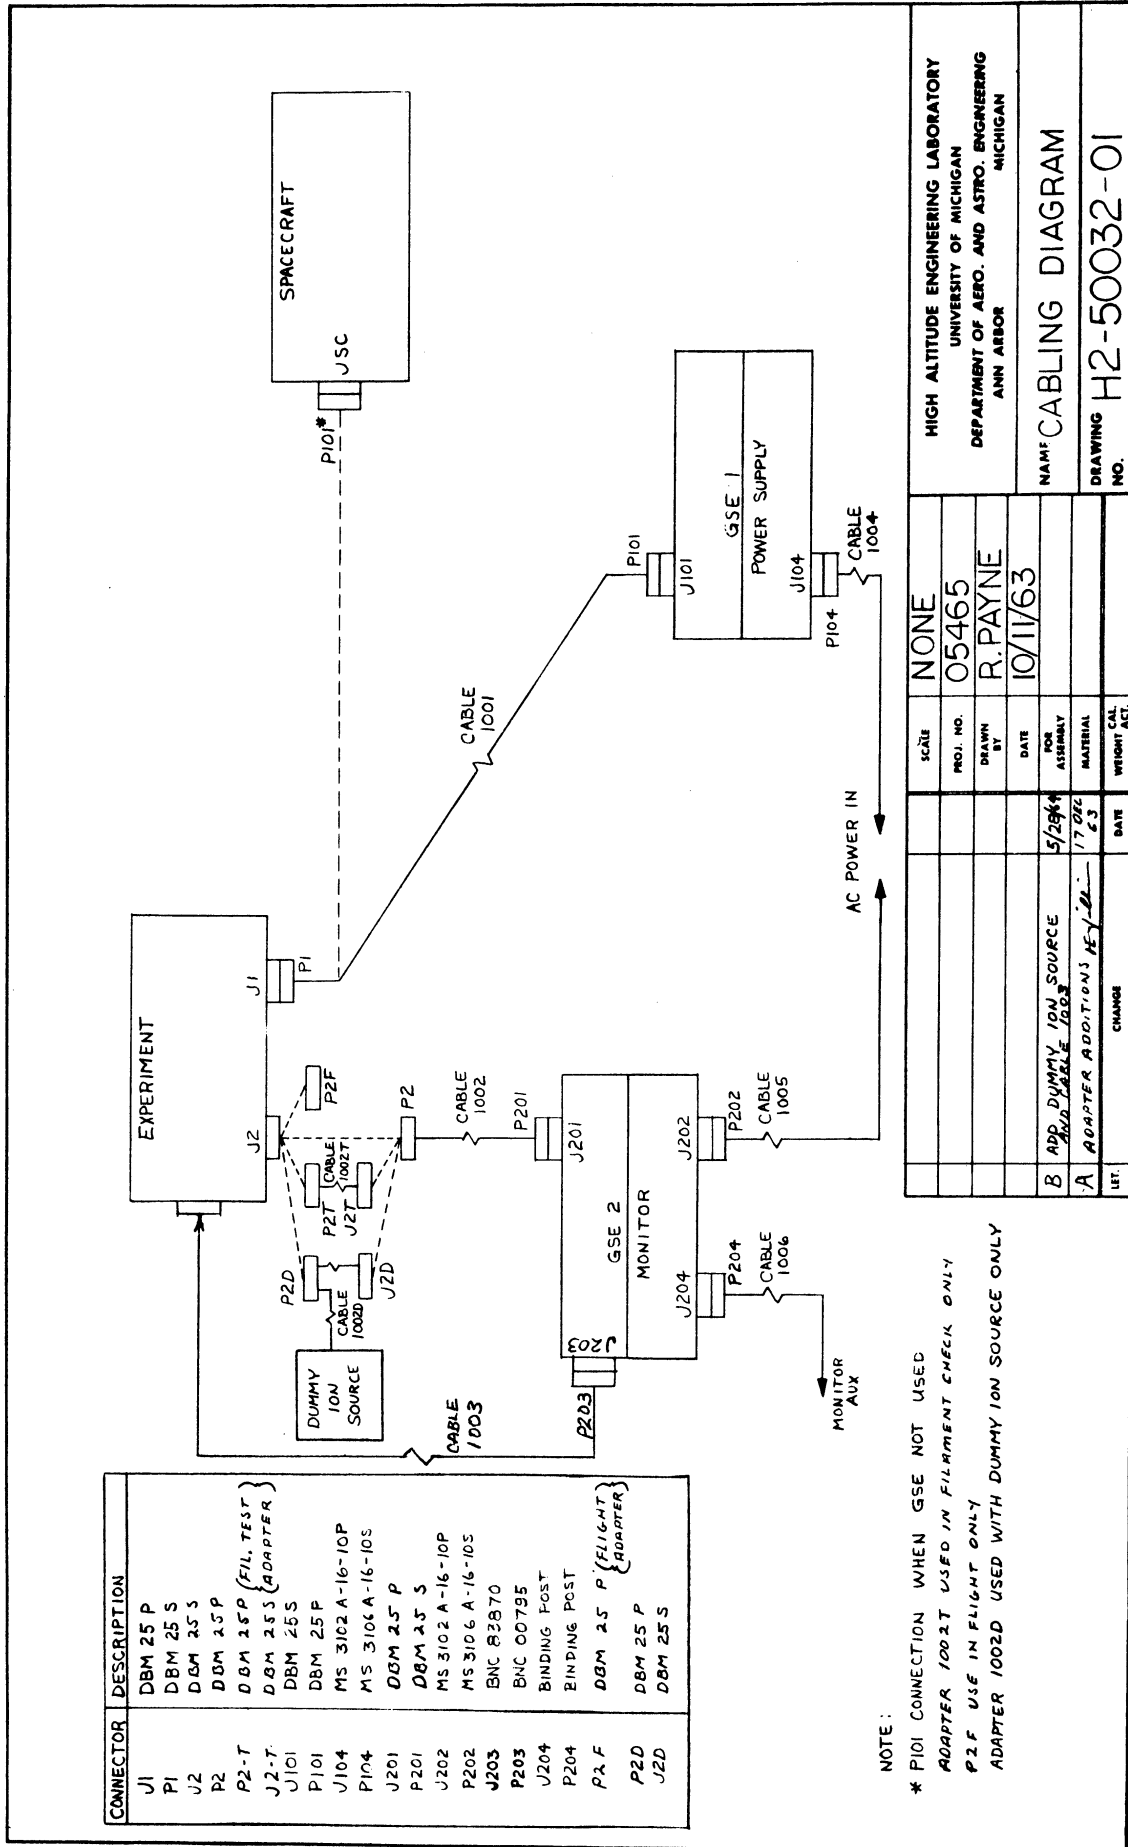 CONNECTOR DESCRIPTION
J1 DBM 25 P
P1 DBM 25 S
J2 DBM 25 S
P2 DBM 25P
P2-T DBM 25P (FIL. TEST
J2-T DBM 25S ADAPTER)
J101 DBM 25S
P101 DBM 25P
J104 MS 3102 A-16-10P
P104 MS 3106 A-16-10S
J201 DBM 25 P
P201 DBM 25 S
J202 MS 3102 A-16-10P
P202 MS 3106 A-16-10S
J203 BNC 83870
P203 BNC 00795
J204 BINDING POST
P204 BINDING POST
P2F DBM 25 P (FLIGHT ADAPTER)
P2D DBM 25 P
J2D DBM 25 S
EXPERIMENT
J2
J1
P1
P2F
P2T
CABLE
1002T
J2T
P2D
J2D
CABLE
1002D
DUMMY
ION
SOURCE
P2
CABLE
1002
P201
J201
CABLE
1003
P203
J203
GSE 2
MONITOR
J204
P204
CABLE
1006
MONITOR
AUX
J202
P202
CABLE
1005
AC POWER IN
CABLE
1001
SPACECRAFT
JSC
P101*
P101
J101
GSE 1
POWER SUPPLY
J104
P104
CABLE
1004
NOTE:
* P101 CONNECTION WHEN GSE NOT USED
ADAPTER 1002T USED IN FILAMENT CHECK ONLY
P2F USE IN FLIGHT ONLY
ADAPTER 1002D USED WITH DUMMY ION SOURCE ONLY
B ADD DUMMY ION SOURCE AND CABLE 1003 5/28/64
A ADAPTER ADDITIONS 17 DEC 63
LET. CHANGE DATE
SCALE NONE
PROJ. NO. 05465
DRAWN BY R. PAYNE
DATE 10/11/63
FOR ASSEMBLY
MATERIAL
WEIGHT CAL. ACT.
HIGH ALTITUDE ENGINEERING LABORATORY
UNIVERSITY OF MICHIGAN
DEPARTMENT OF AERO. AND ASTRO. ENGINEERING
ANN ARBOR MICHIGAN
NAME CABLING DIAGRAM
DRAWING NO. H2-50032-01